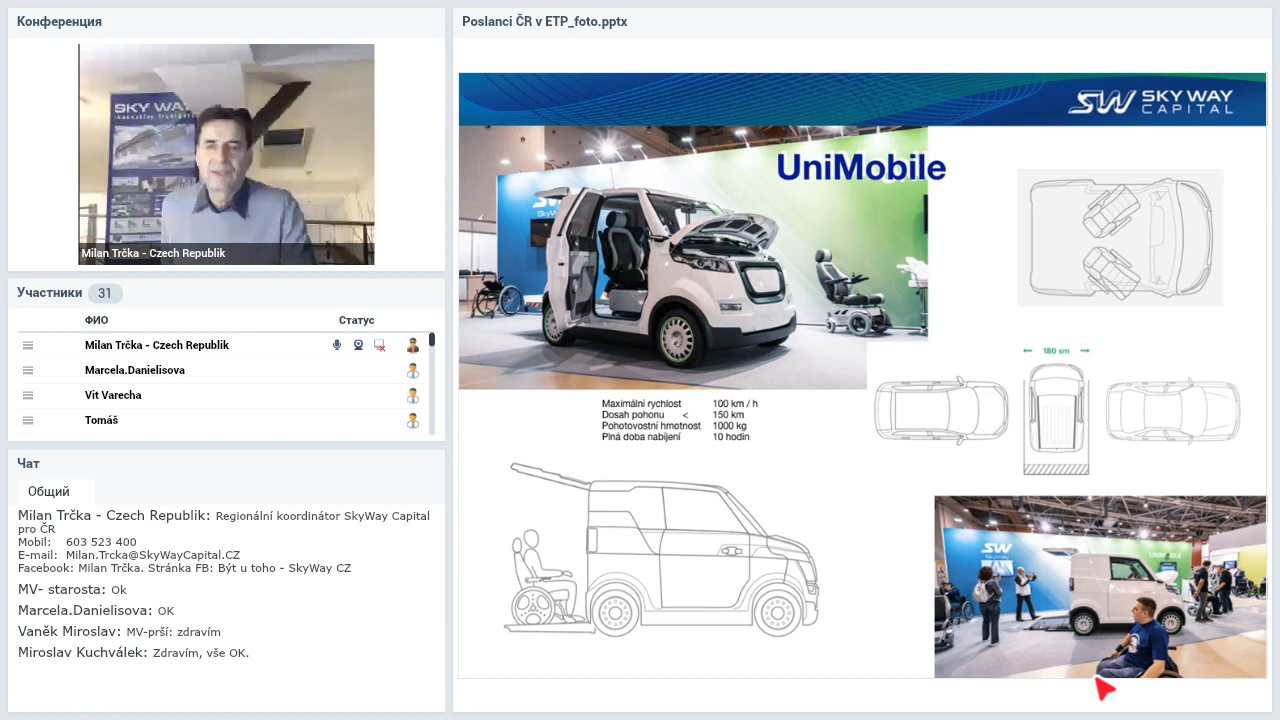 Конференция
SKY WAY
Milan Trčka - Czech Republik
Участники 31
ФИО Статус
Milan Trčka - Czech Republik
Marcela.Danielisova
Vit Varecha
Tomáš
Чат
Общий
Milan Trčka - Czech Republik: Regionální koordinátor SkyWay Capital
pro ČR
Mobil: 603 523 400
E-mail: Milan.Trcka@SkyWayCapital.CZ
Facebook: Milan Trčka. Stránka FB: Být u toho - SkyWay CZ
MV- starosta: Ok
Marcela.Danielisova: OK
Vaněk Miroslav: MV-prší: zdravím
Miroslav Kuchválek: Zdravím, vše OK.
Poslanci ČR v ETP_foto.pptx
SW SKY WAY
CAPITAL
UniMobile
180 sm
Maximální rychlost 100 km / h
Dosah pohonu < 150 km
Pohotovostní hmotnost 1000 kg
Plná doba nabíjení 10 hodin
SW
SkyWay